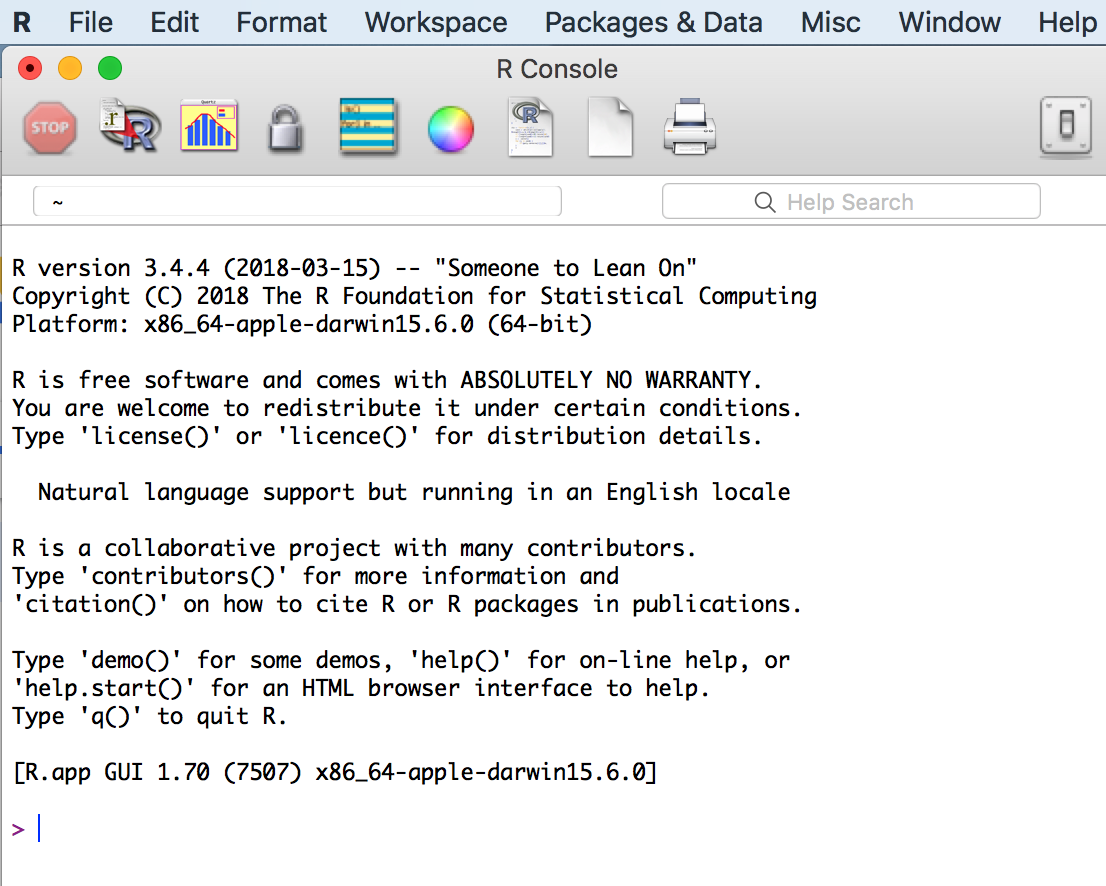 R File Edit Format Workspace Packages & Data Misc Window Help
R Console
STOP
~
Help Search
R version 3.4.4 (2018-03-15) -- "Someone to Lean On"
Copyright (C) 2018 The R Foundation for Statistical Computing
Platform: x86_64-apple-darwin15.6.0 (64-bit)
R is free software and comes with ABSOLUTELY NO WARRANTY.
You are welcome to redistribute it under certain conditions.
Type 'license()' or 'licence()' for distribution details.
Natural language support but running in an English locale
R is a collaborative project with many contributors.
Type 'contributors()' for more information and
'citation()' on how to cite R or R packages in publications.
Type 'demo()' for some demos, 'help()' for on-line help, or
'help.start()' for an HTML browser interface to help.
Type 'q()' to quit R.
[R.app GUI 1.70 (7507) x86_64-apple-darwin15.6.0]
>